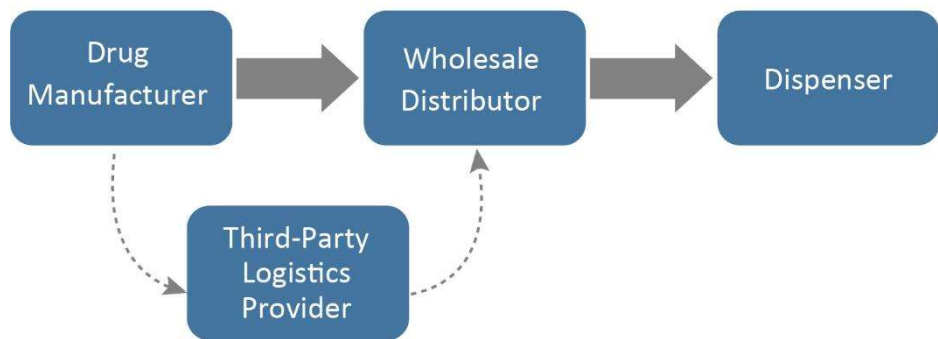 Drug
Manufacturer
Wholesale
Distributor
Dispenser
Third-Party
Logistics
Provider